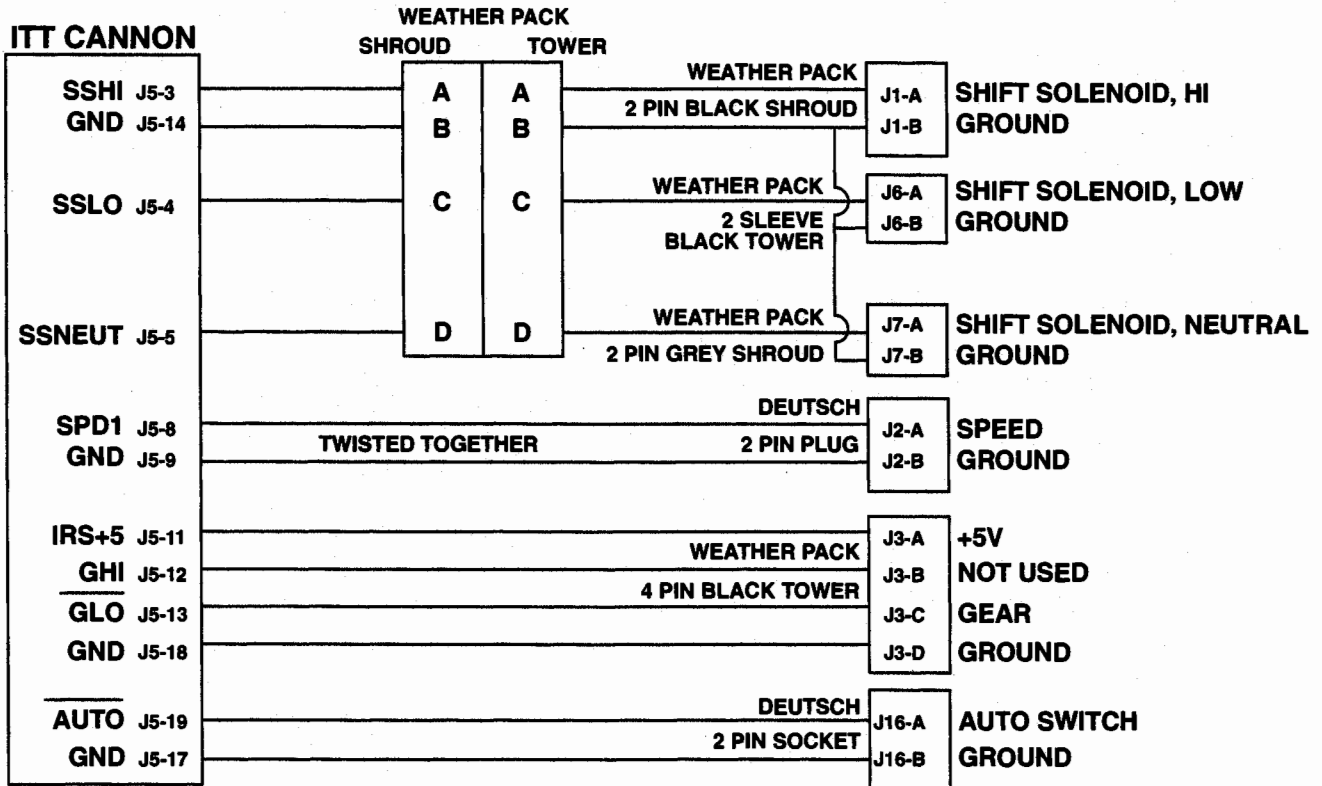 WEATHER PACK
ITT CANNON
SHROUD TOWER
SSHI J5-3 A A WEATHER PACK J1-A SHIFT SOLENOID, HI
GND J5-14 B B 2 PIN BLACK SHROUD J1-B GROUND
SSLO J5-4 C C WEATHER PACK J6-A SHIFT SOLENOID, LOW
2 SLEEVE J6-B GROUND
BLACK TOWER
SSNEUT J5-5 D D WEATHER PACK J7-A SHIFT SOLENOID, NEUTRAL
2 PIN GREY SHROUD J7-B GROUND
DEUTSCH
SPD1 J5-8 J2-A SPEED
TWISTED TOGETHER 2 PIN PLUG
GND J5-9 J2-B GROUND
IRS+5 J5-11 J3-A +5V
WEATHER PACK
GHI J5-12 J3-B NOT USED
4 PIN BLACK TOWER
GLO J5-13 J3-C GEAR
GND J5-18 J3-D GROUND
DEUTSCH
AUTO J5-19 J16-A AUTO SWITCH
2 PIN SOCKET
GND J5-17 J16-B GROUND